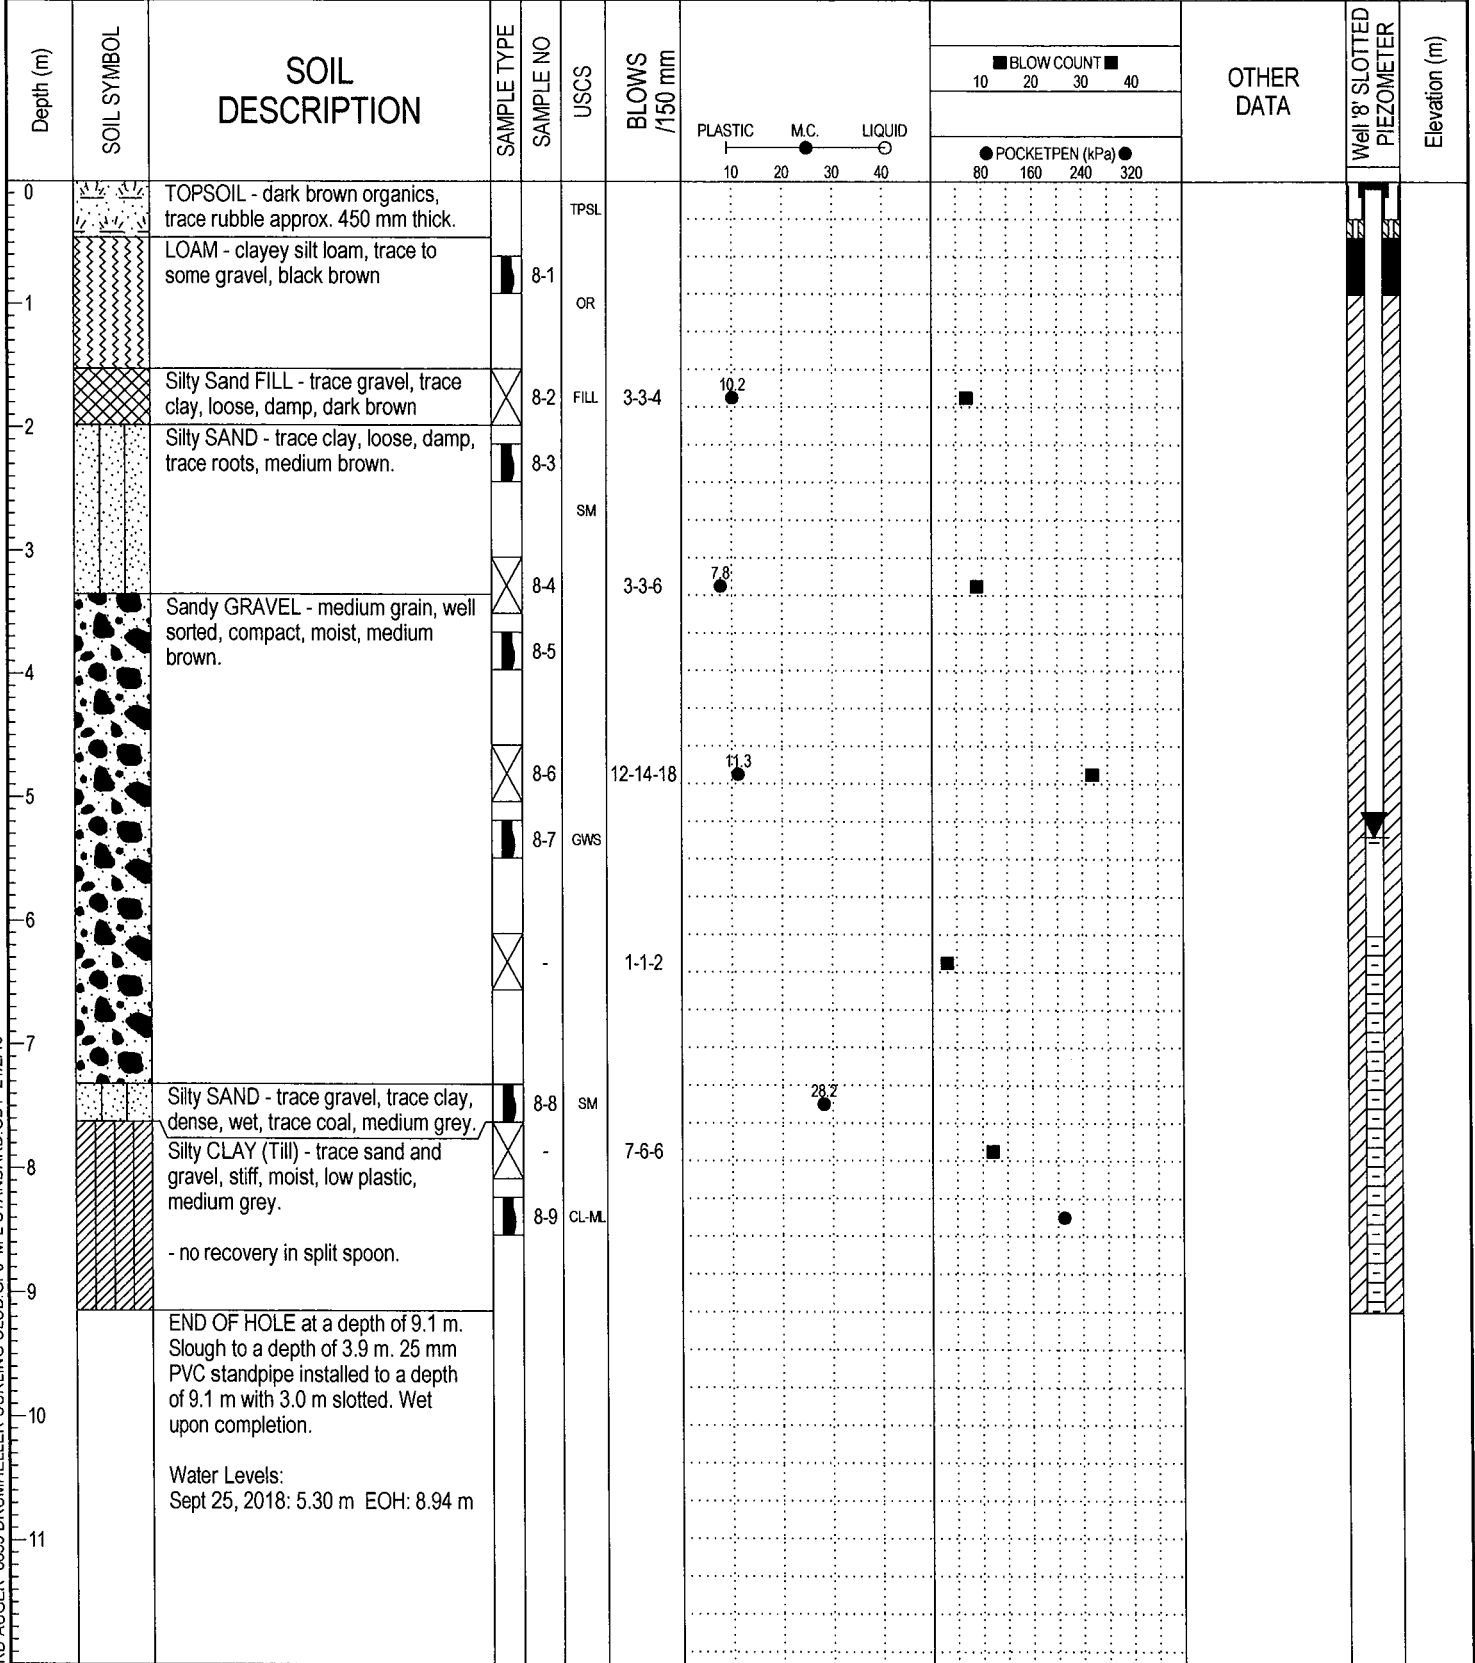 Depth (m)
SOIL SYMBOL
SOIL
DESCRIPTION
SAMPLE TYPE
SAMPLE NO
USCS
BLOWS
/150 mm
PLASTIC M.C. LIQUID
10 20 30 40
■ BLOW COUNT ■
10 20 30 40
● POCKETPEN (kPa) ●
80 160 240 320
OTHER
DATA
Well '8' SLOTTED
PIEZOMETER
Elevation (m)
0
TOPSOIL - dark brown organics,
trace rubble approx. 450 mm thick.
TPSL
LOAM - clayey silt loam, trace to
some gravel, black brown
8-1
1
OR
Silty Sand FILL - trace gravel, trace
clay, loose, damp, dark brown
8-2 FILL 3-3-4
10.2
2
Silty SAND - trace clay, loose, damp,
trace roots, medium brown.
8-3
SM
3
8-4 3-3-6
7.8
Sandy GRAVEL - medium grain, well
sorted, compact, moist, medium
brown.
8-5
4
8-6 12-14-18
11.3
5
8-7 GWS
6
- 1-1-2
7
Silty SAND - trace gravel, trace clay,
dense, wet, trace coal, medium grey.
8-8 SM
28.2
Silty CLAY (Till) - trace sand and
gravel, stiff, moist, low plastic,
medium grey.
- 7-6-6
8
8-9 CL-ML
- no recovery in split spoon.
9
END OF HOLE at a depth of 9.1 m.
Slough to a depth of 3.9 m. 25 mm
PVC standpipe installed to a depth
of 9.1 m with 3.0 m slotted. Wet
upon completion.
10
Water Levels:
Sept 25, 2018: 5.30 m EOH: 8.94 m
11